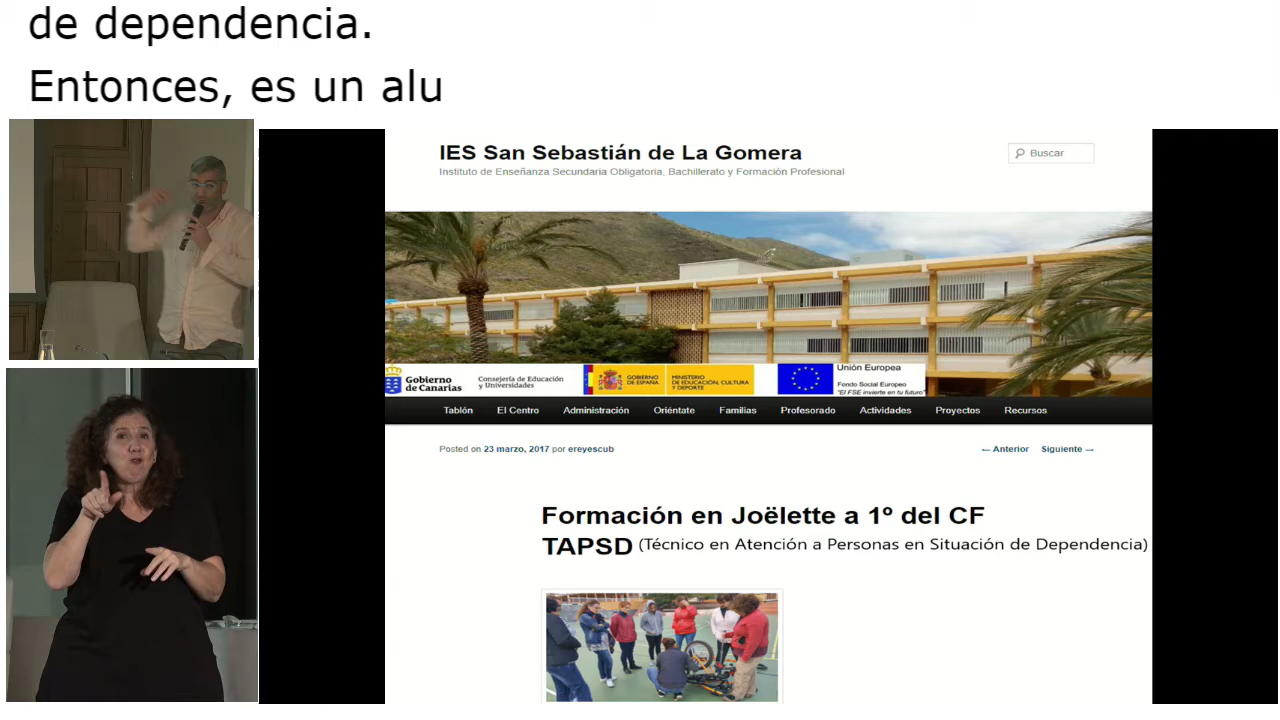 de dependencia.
Entonces, es un alu
IES San Sebastián de La Gomera
Instituto de Enseñanza Secundaria Obligatoria, Bachillerato y Formación Profesional
Buscar
Gobierno
de Canarias
Consejería de Educación
y Universidades
GOBIERNO
DE ESPAÑA
MINISTERIO
DE EDUCACIÓN, CULTURA
Y DEPORTE
Unión Europea
Fondo Social Europeo
"El FSE invierte en tu futuro"
Tablón El Centro Administración Oriéntate Familias Profesorado Actividades Proyectos Recursos
Posted on 23 marzo, 2017 por ereyescub
← Anterior Siguiente →
Formación en Joëlette a 1º del CF
TAPSD (Técnico en Atención a Personas en Situación de Dependencia)